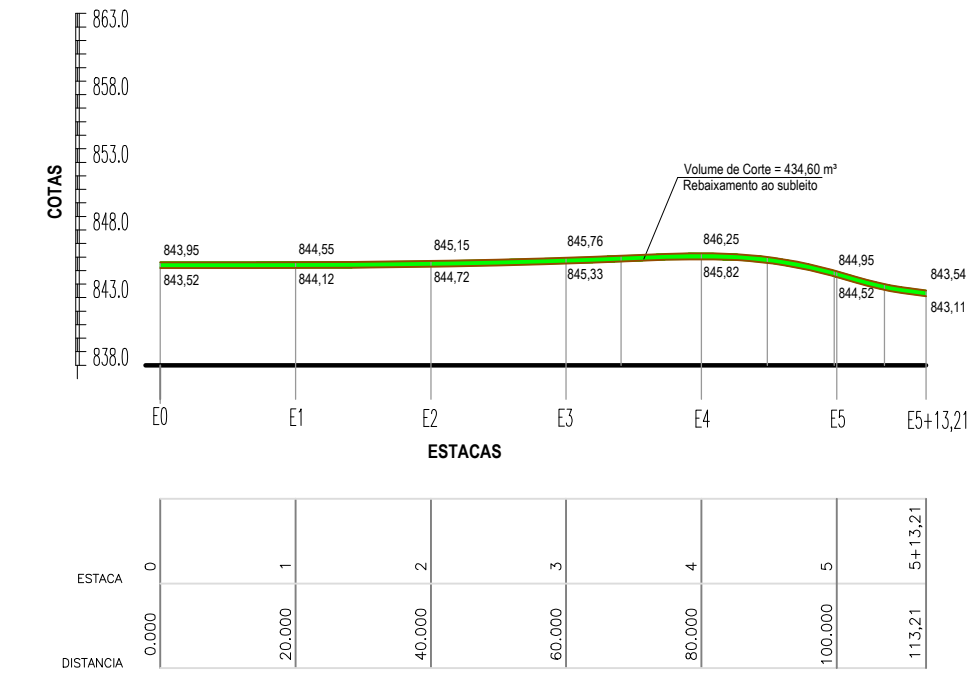 863.0
858.0
853.0
848.0
843.0
838.0
COTAS
Volume de Corte = 434,60 m³
Rebaixamento ao subleito
843,95
844,55
845,15
845,76
846,25
844,95
843,54
843,52
844,12
844,72
845,33
845,82
844,52
843,11
E0
E1
E2
E3
E4
E5
E5+13,21
ESTACAS
ESTACA
0
1
2
3
4
5
5+13,21
DISTANCIA
0.000
20.000
40.000
60.000
80.000
100.000
113,21